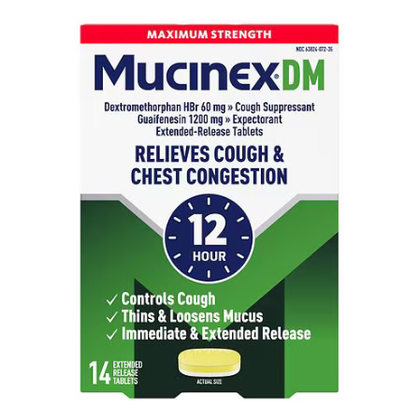 MAXIMUM STRENGTH
NDC 63824-072-35
Mucinex® DM
Dextromethorphan HBr 60 mg » Cough Suppressant
Guaifenesin 1200 mg » Expectorant
Extended-Release Tablets
RELIEVES COUGH &
CHEST CONGESTION
12
HOUR
✓ Controls Cough
✓ Thins & Loosens Mucus
✓ Immediate & Extended Release
14 EXTENDED
RELEASE
TABLETS
ACTUAL SIZE